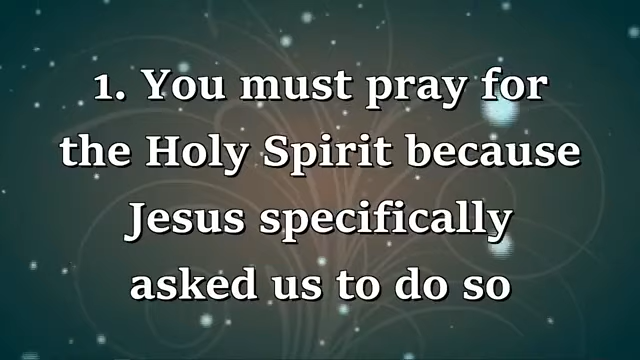 1. You must pray for
the Holy Spirit because
Jesus specifically
asked us to do so